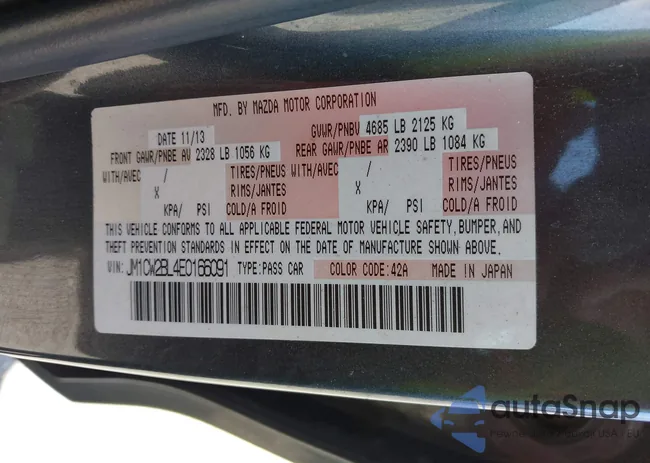 MFD. BY MAZDA MOTOR CORPORATION
DATE 11/13 GVWR/PNBV 4685 LB 2125 KG
FRONT GAWR/PNBE AV 2328 LB 1056 KG REAR GAWR/PNBE AR 2390 LB 1084 KG
WITH/AVEC / TIRES/PNEUS WITH/AVEC / TIRES/PNEUS
X RIMS/JANTES X RIMS/JANTES
KPA/ PSI COLD/A FROID KPA/ PSI COLD/A FROID
THIS VEHICLE CONFORMS TO ALL APPLICABLE FEDERAL MOTOR VEHICLE SAFETY, BUMPER, AND
THEFT PREVENTION STANDARDS IN EFFECT ON THE DATE OF MANUFACTURE SHOWN ABOVE.
VIN: JM1CW2BL4E0166091 TYPE:PASS CAR COLOR CODE:42A MADE IN JAPAN
autoSnap